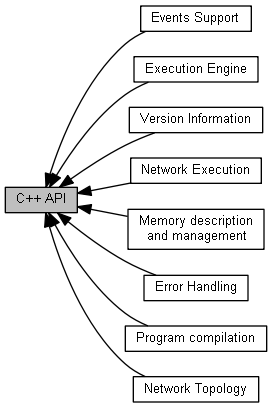 Events Support
Execution Engine
Version Information
Network Execution
C++ API
Memory description
and management
Error Handling
Program compilation
Network Topology